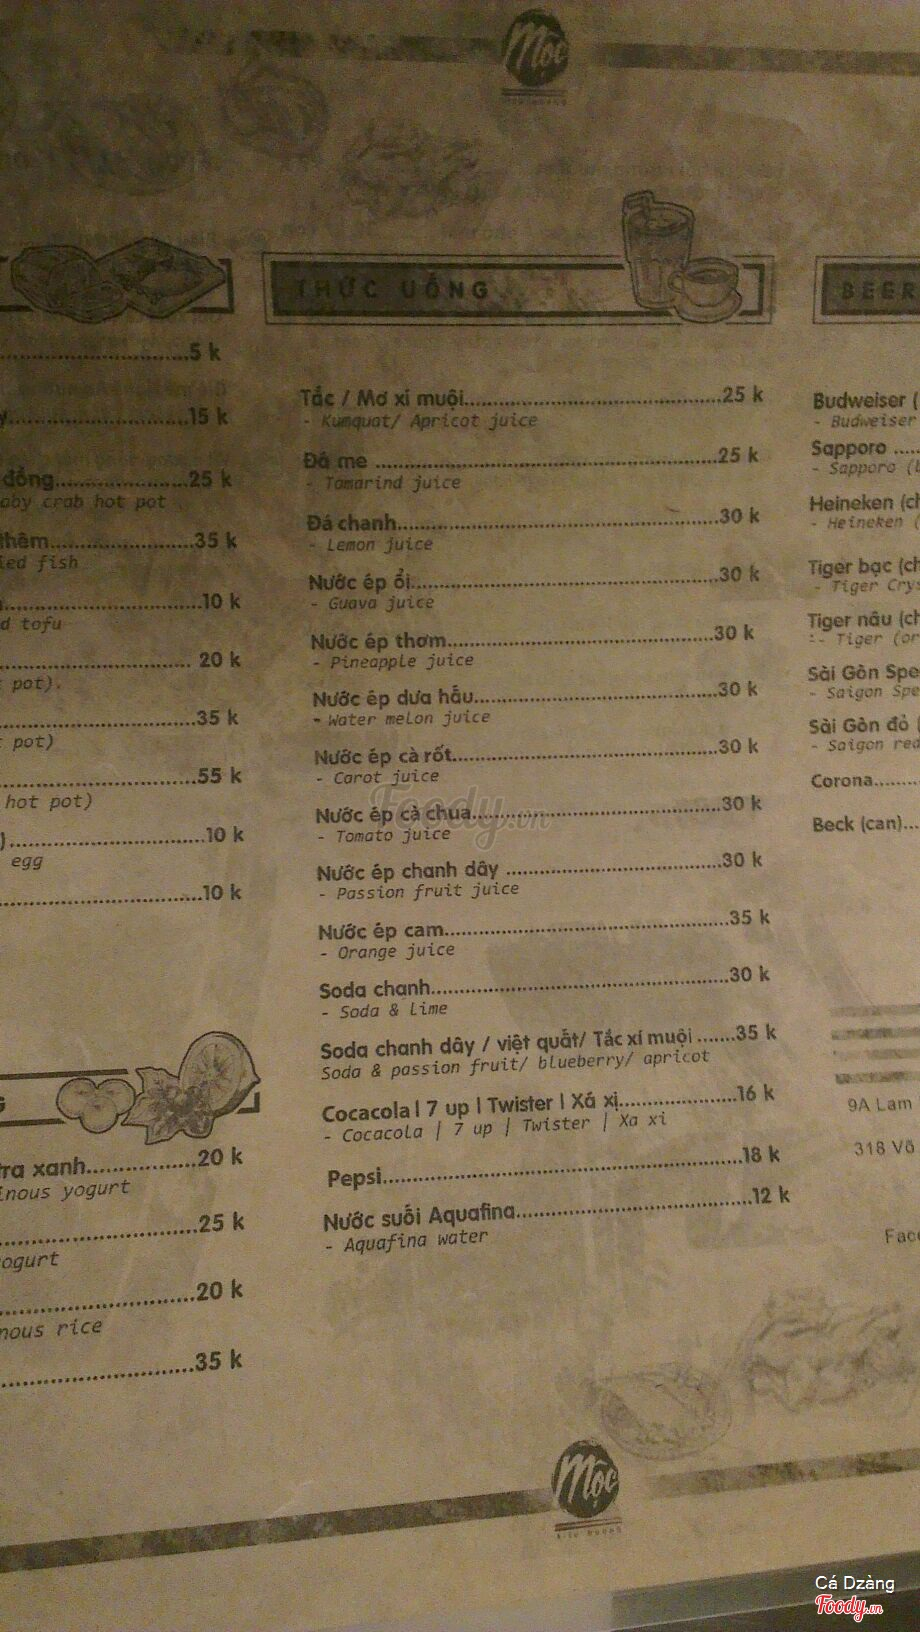 Mộc
THỨC UỐNG
BEER
5 k
15 k
đồng 25 k
aby crab hot pot
thêm 35 k
ied fish
10 k
d tofu
20 k
pot).
35 k
pot)
55 k
hot pot)
10 k
egg
10 k
tra xanh 20 k
inous yogurt
25 k
ogurt
20 k
nous rice
35 k
Tắc / Mơ xí muội 25 k
- Kumquat/ Apricot juice
Đá me 25 k
- Tamarind juice
Đá chanh 30 k
- Lemon juice
Nước ép ổi 30 k
- Guava juice
Nước ép thơm 30 k
- Pineapple juice
Nước ép dưa hấu 30 k
- Water melon juice
Nước ép cà rốt 30 k
- Carot juice
Nước ép cà chua 30 k
- Tomato juice
Nước ép chanh dây 30 k
- Passion fruit juice
Nước ép cam 35 k
- Orange juice
Soda chanh 30 k
- Soda & Lime
Soda chanh dây / việt quất/ Tắc xí muội 35 k
Soda & passion fruit/ blueberry/ apricot
Cocacola | 7 up | Twister | Xá xị 16 k
- Cocacola | 7 up | Twister | Xa xi
Pepsi 18 k
Nước suối Aquafina 12 k
- Aquafina water
Budweiser (
- Budweiser
Sapporo
- Sapporo (
Heineken (ch
- Heineken (
Tiger bạc (ch
- Tiger Crys
Tiger nâu (ch
- Tiger (or
Sài Gòn Spe
- Saigon Spe
Sài Gòn đỏ (
- Saigon red
Corona
Beck (can)
9A Lam
318 Võ
Face
Foody.vn
Mộc
Cá Dzàng
Foody.vn